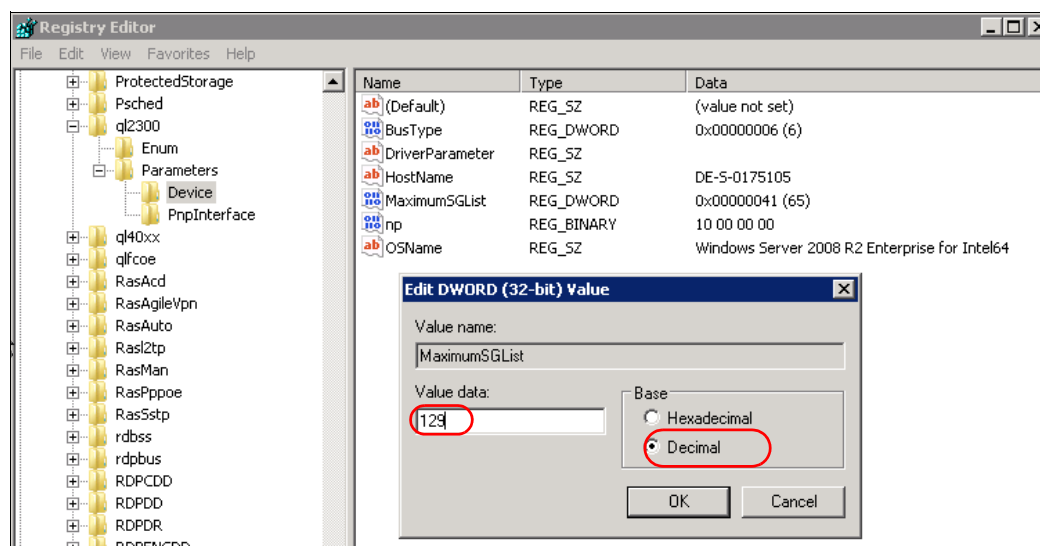 Registry Editor
File Edit View Favorites Help
ProtectedStorage
Psched
ql2300
Enum
Parameters
Device
PnpInterface
ql40xx
qlfcoe
RasAcd
RasAgileVpn
RasAuto
Rasl2tp
RasMan
RasPppoe
RasSstp
rdbss
rdpbus
RDPCDD
RDPDD
RDPDR
Name Type Data
(Default) REG_SZ (value not set)
BusType REG_DWORD 0x00000006 (6)
DriverParameter REG_SZ
HostName REG_SZ DE-S-0175105
MaximumSGList REG_DWORD 0x00000041 (65)
np REG_BINARY 10 00 00 00
OSName REG_SZ Windows Server 2008 R2 Enterprise for Intel64
Edit DWORD (32-bit) Value
Value name:
MaximumSGList
Value data:
129
Base
Hexadecimal
Decimal
OK Cancel